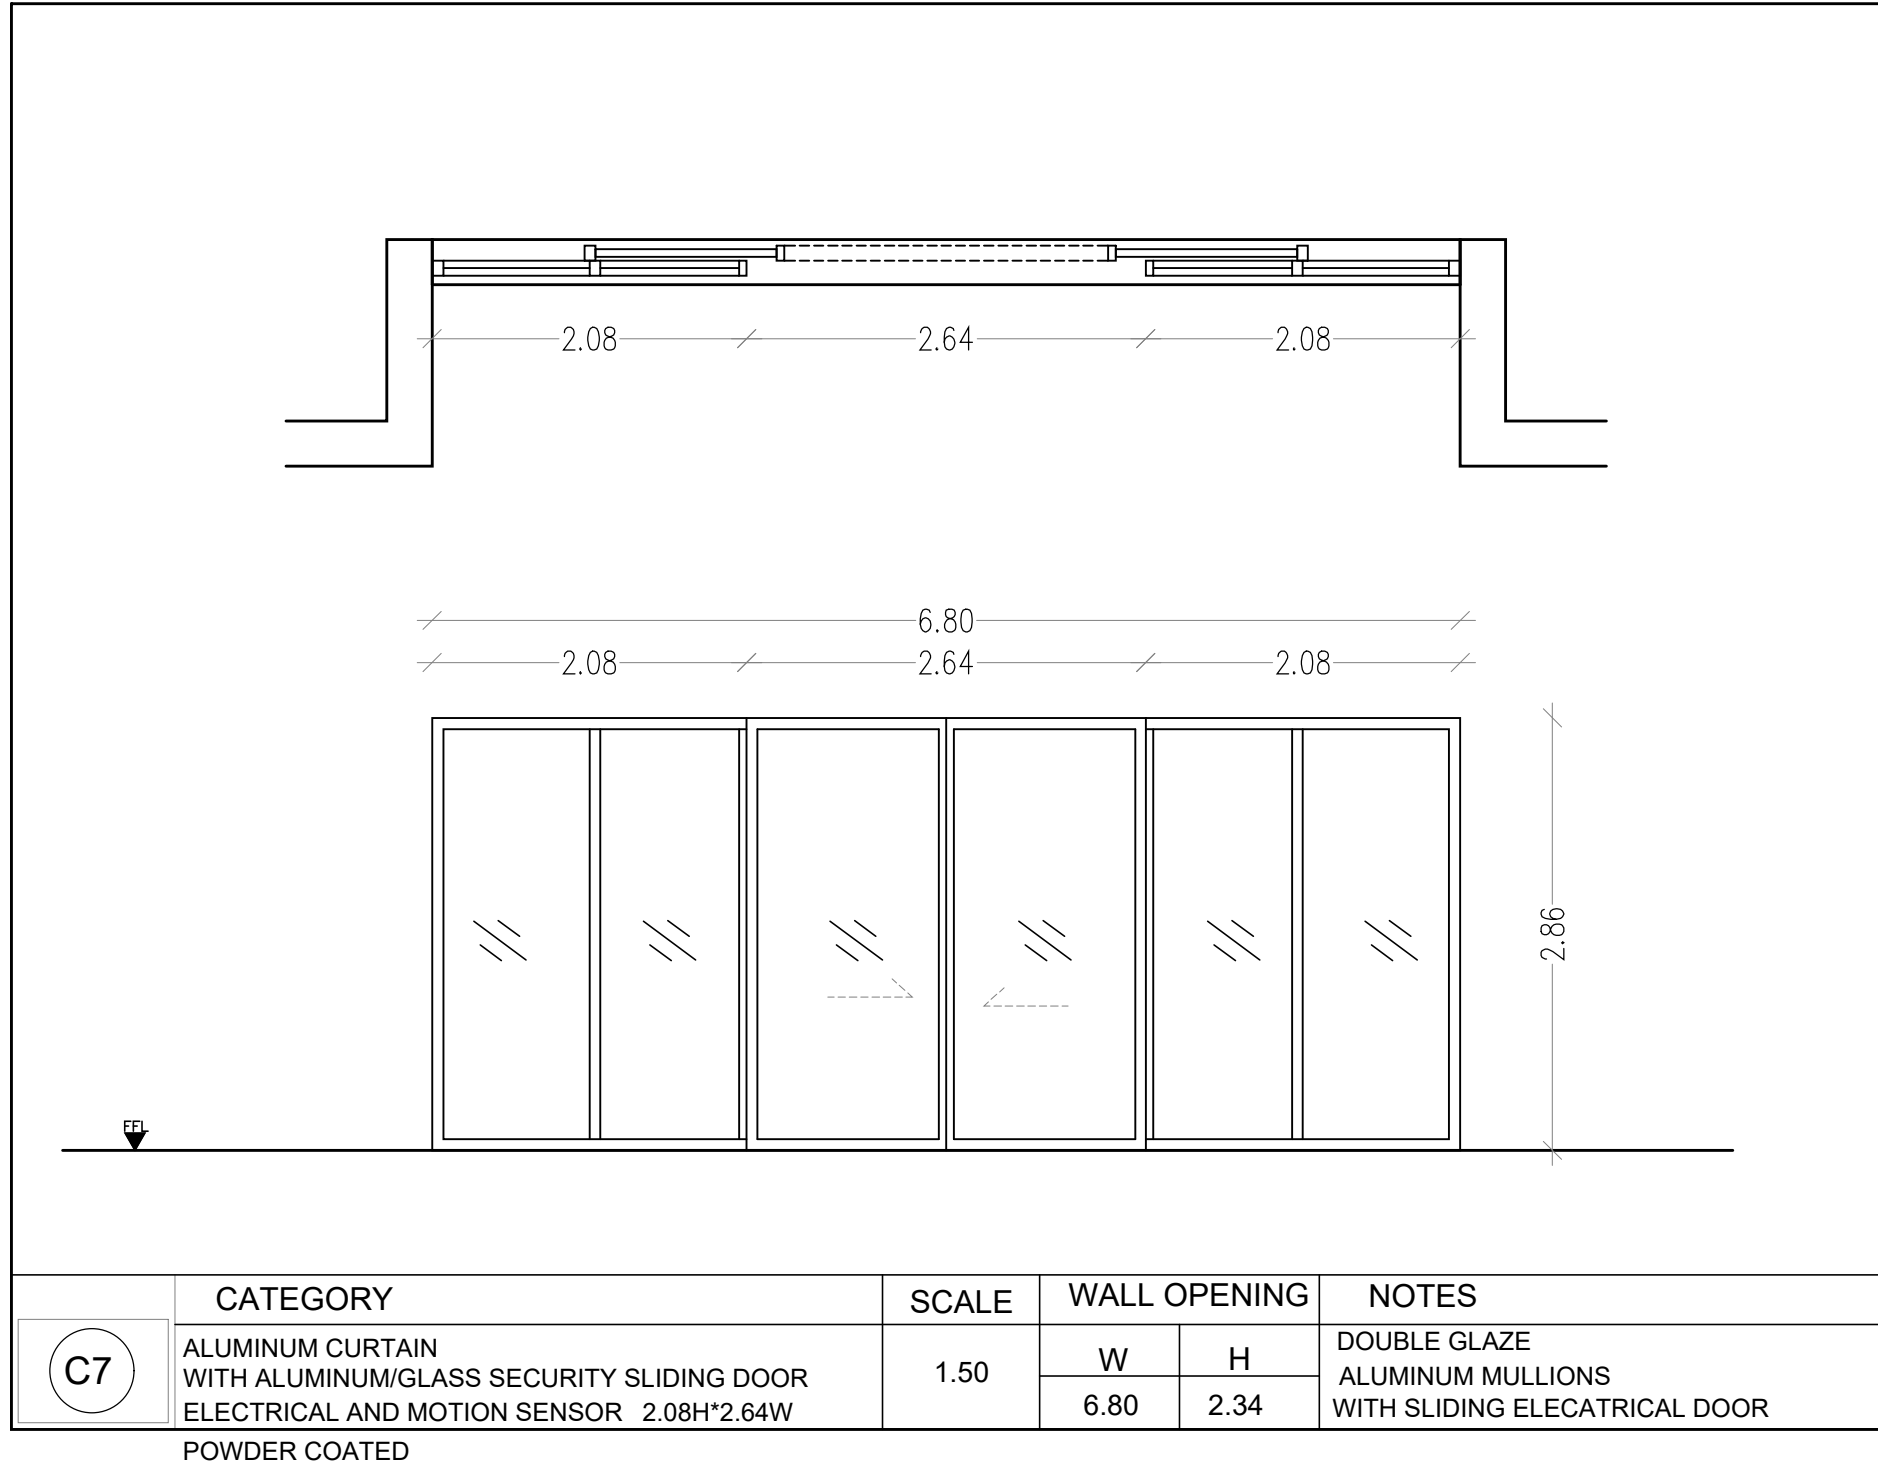 2.08 2.64 2.08
6.80
2.08 2.64 2.08
2.86
FFL
CATEGORY SCALE WALL OPENING NOTES
C7
ALUMINUM CURTAIN
WITH ALUMINUM/GLASS SECURITY SLIDING DOOR
ELECTRICAL AND MOTION SENSOR 2.08H*2.64W
POWDER COATED
1.50
W H
6.80 2.34
DOUBLE GLAZE
ALUMINUM MULLIONS
WITH SLIDING ELECATRICAL DOOR